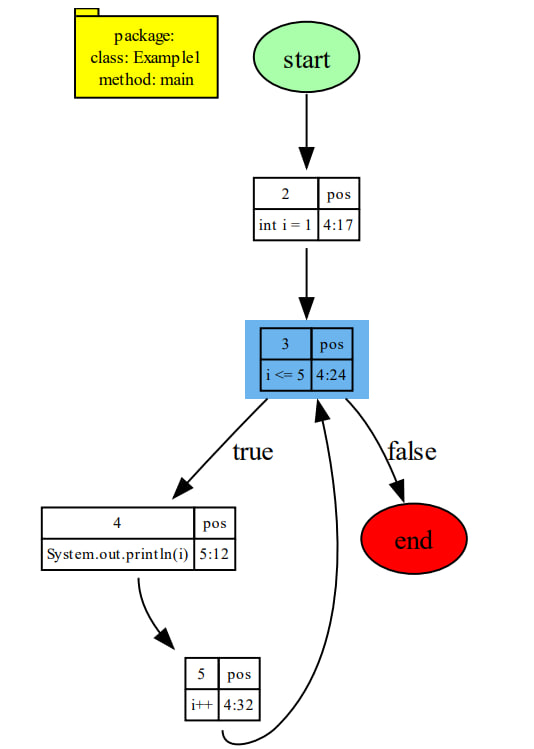 package:
class: Example1
method: main
start
2 pos
int i = 1 4:17
3 pos
i <= 5 4:24
true
false
4 pos
System.out.println(i) 5:12
end
5 pos
i++ 4:32